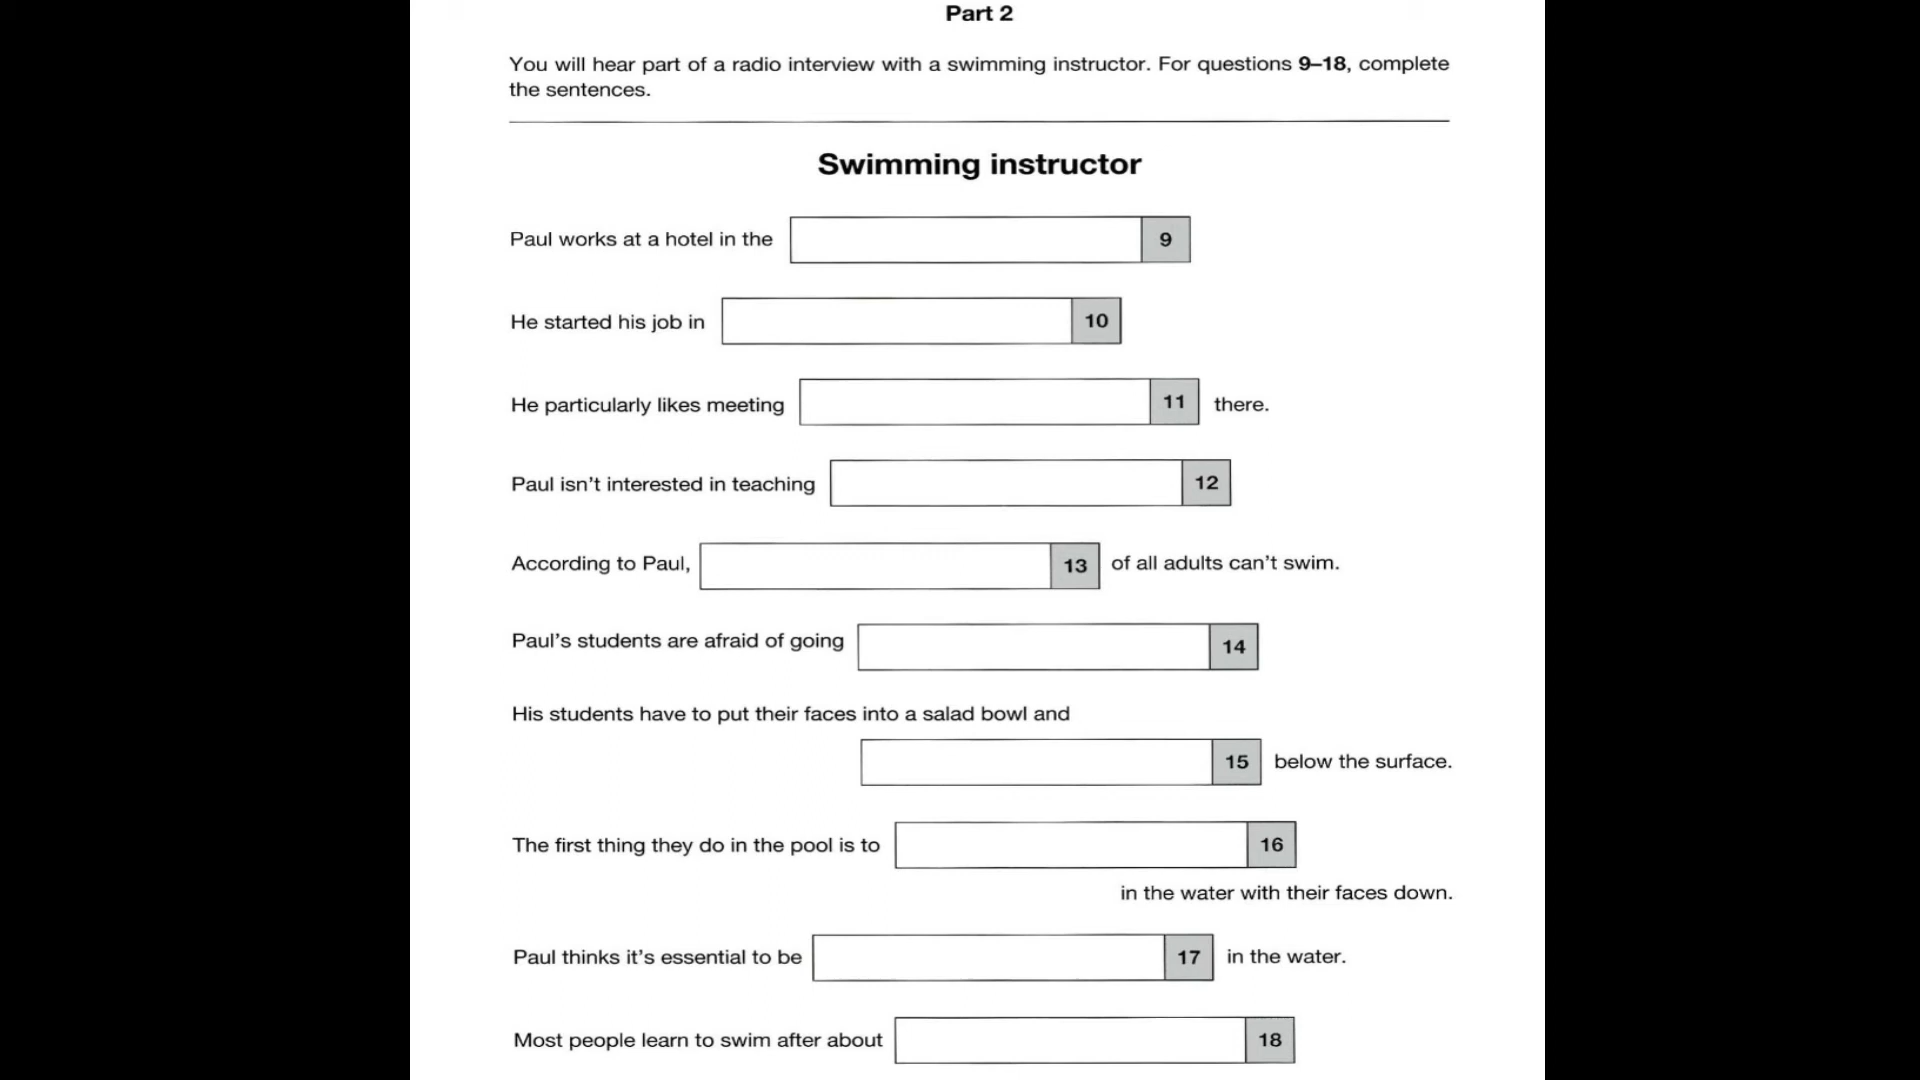 Part 2
You will hear part of a radio interview with a swimming instructor. For questions 9–18, complete
the sentences.
Swimming instructor
Paul works at a hotel in the 9
He started his job in 10
He particularly likes meeting 11 there.
Paul isn't interested in teaching 12
According to Paul, 13 of all adults can't swim.
Paul's students are afraid of going 14
His students have to put their faces into a salad bowl and
15 below the surface.
The first thing they do in the pool is to 16
in the water with their faces down.
Paul thinks it's essential to be 17 in the water.
Most people learn to swim after about 18